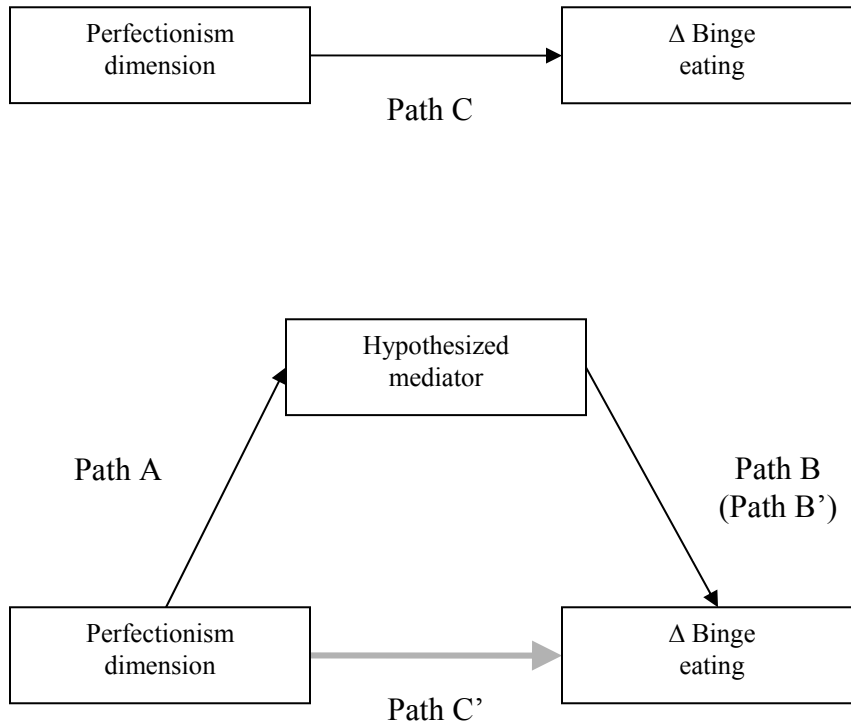 Perfectionism
dimension
Δ Binge
eating
Path C
Hypothesized
mediator
Path A
Path B
(Path B’)
Perfectionism
dimension
Δ Binge
eating
Path C’